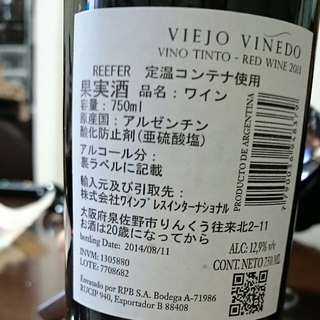 VIEJO VIÑEDO
VINO TINTO - RED WINE 2013
REEFER 定温コンテナ使用
果実酒 品名：ワイン
容量：750ml
原産国：アルゼンチン
酸化防止剤(亜硫酸塩)
アルコール分：
裏ラベルに記載
輸入元及び引取先：
株式会社ワインプレスインターナショナル
大阪府泉佐野市りんくう往来北2-11
お酒は20歳になってから
botling Date: 2014/08/11
INVM: 1305880
LOTE: 7708682
Envasado por RPB S.A. Bodega A-71986
RUCIP 940, Exportador B 88408
ALC: 12,9% v/v
CONT. NETO 750 ML
PRODUCTO DE ARGENTINA